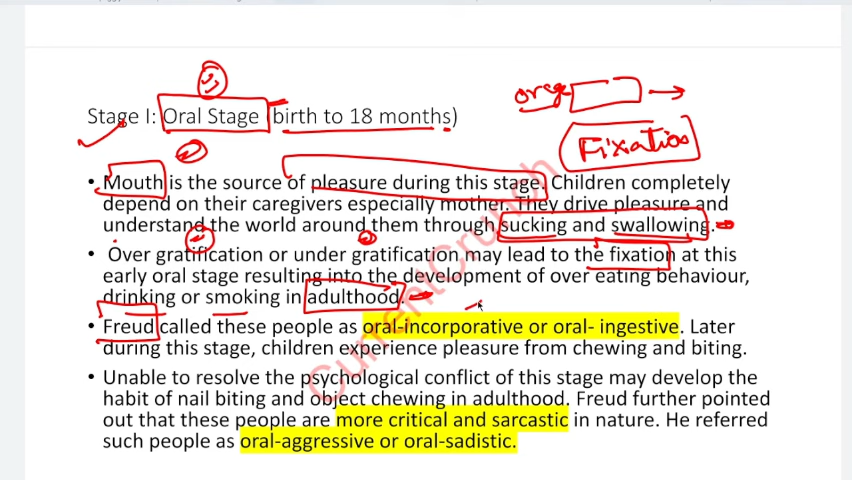 Stage I: Oral Stage (birth to 18 months)
Fixation
• Mouth is the source of pleasure during this stage. Children completely
depend on their caregivers especially mother. They drive pleasure and
understand the world around them through sucking and swallowing.
• Over gratification or under gratification may lead to the fixation at this
early oral stage resulting into the development of over eating behaviour,
drinking or smoking in adulthood.
• Freud called these people as oral-incorporative or oral- ingestive. Later
during this stage, children experience pleasure from chewing and biting.
• Unable to resolve the psychological conflict of this stage may develop the
habit of nail biting and object chewing in adulthood. Freud further pointed
out that these people are more critical and sarcastic in nature. He referred
such people as oral-aggressive or oral-sadistic.
CurrentCrunch